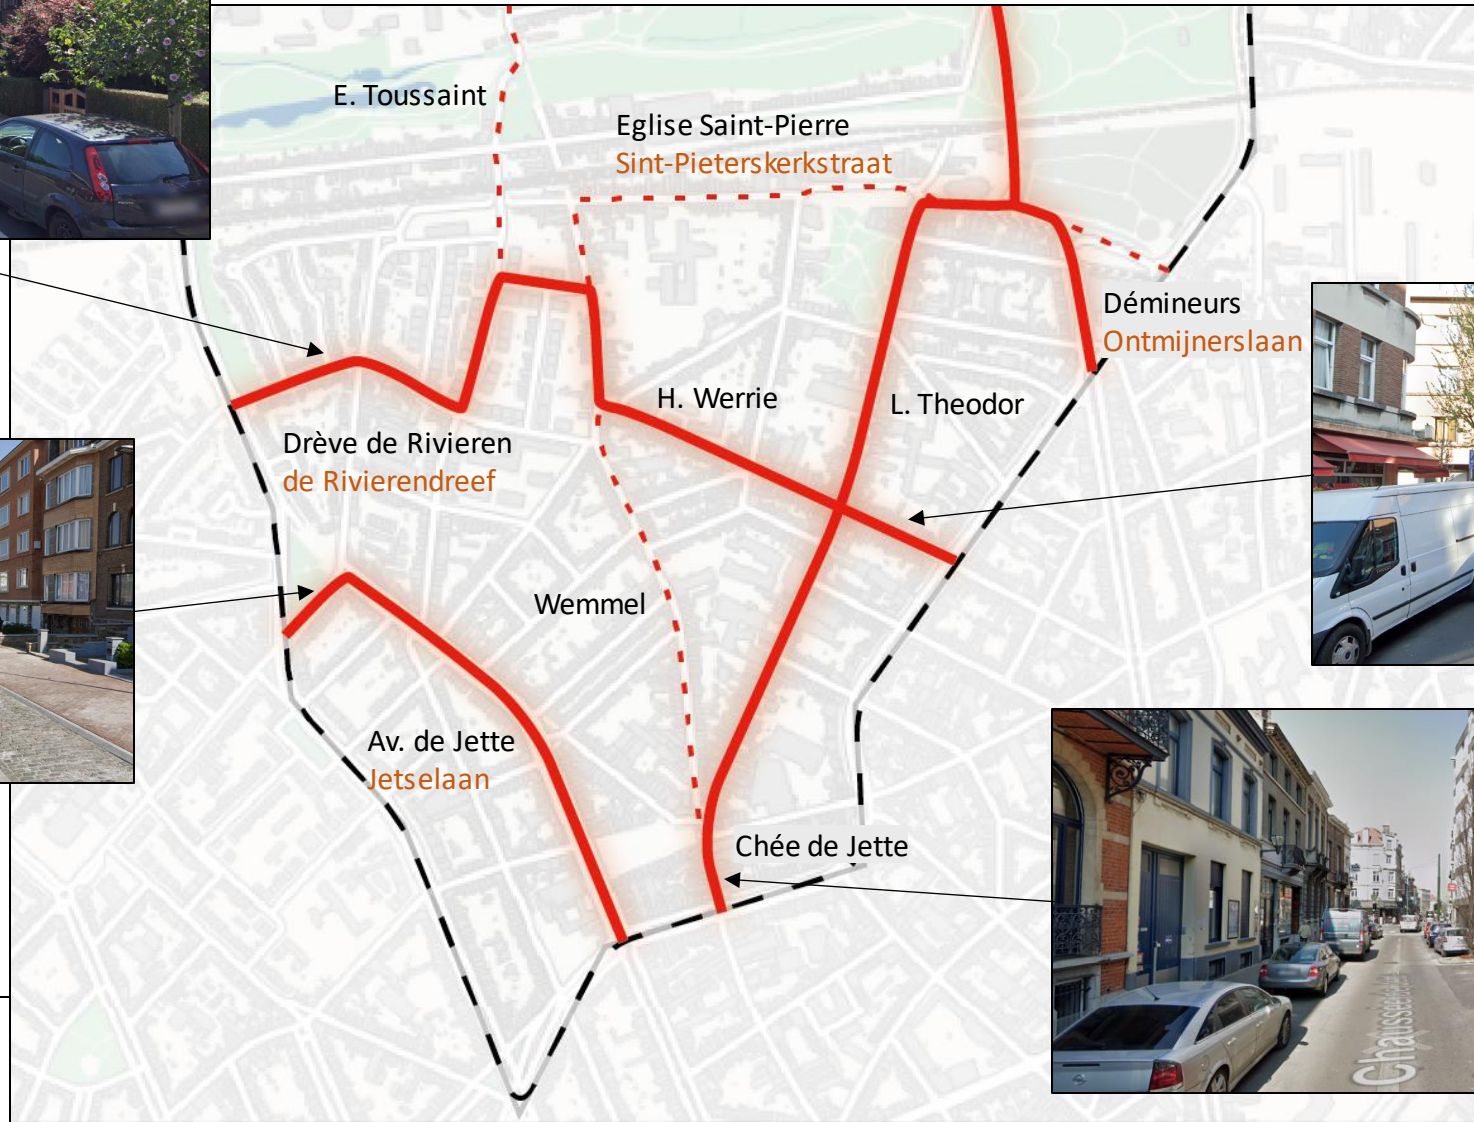 E. Toussaint
Eglise Saint-Pierre
Sint-Pieterskerkstraat
Démineurs
Ontmijnerslaan
H. Werrie
L. Theodor
Drève de Rivieren
de Rivierendreef
Wemmel
Av. de Jette
Jetselaan
Chée de Jette